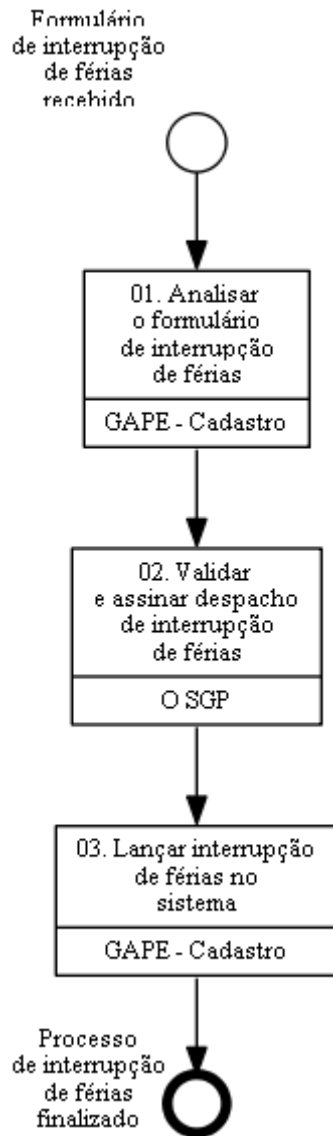 Formulário
de interrupção
de férias
recebido
01. Analisar
o formulário
de interrupção
de férias
GAPE - Cadastro
02. Validar
e assinar despacho
de interrupção
de férias
O SGP
03. Lançar interrupção
de férias no
sistema
GAPE - Cadastro
Processo
de interrupção
de férias
finalizado